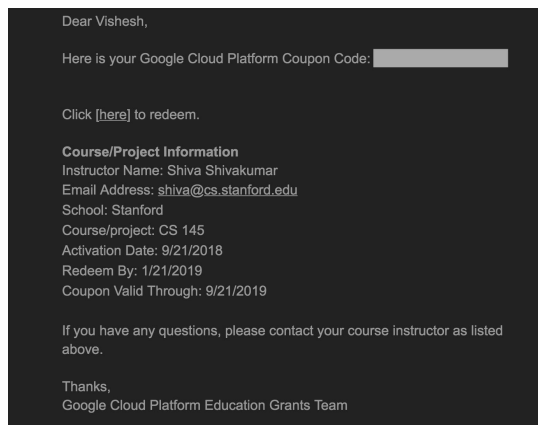 Dear Vishesh,
Here is your Google Cloud Platform Coupon Code:
Click [here] to redeem.
Course/Project Information
Instructor Name: Shiva Shivakumar
Email Address: shiva@cs.stanford.edu
School: Stanford
Course/project: CS 145
Activation Date: 9/21/2018
Redeem By: 1/21/2019
Coupon Valid Through: 9/21/2019
If you have any questions, please contact your course instructor as listed
above.
Thanks,
Google Cloud Platform Education Grants Team